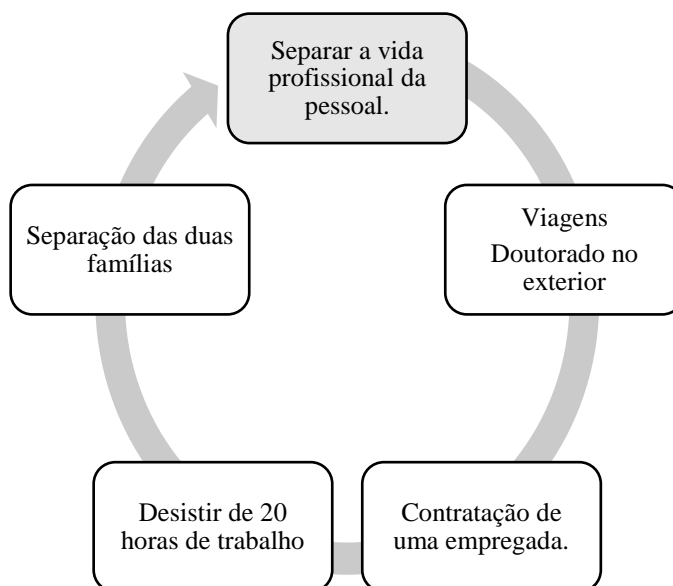 Separar a vida
profissional da
pessoal.
Viagens
Doutorado no
exterior
Contratação de
uma empregada.
Desistir de 20
horas de trabalho
Separação das duas
famílias